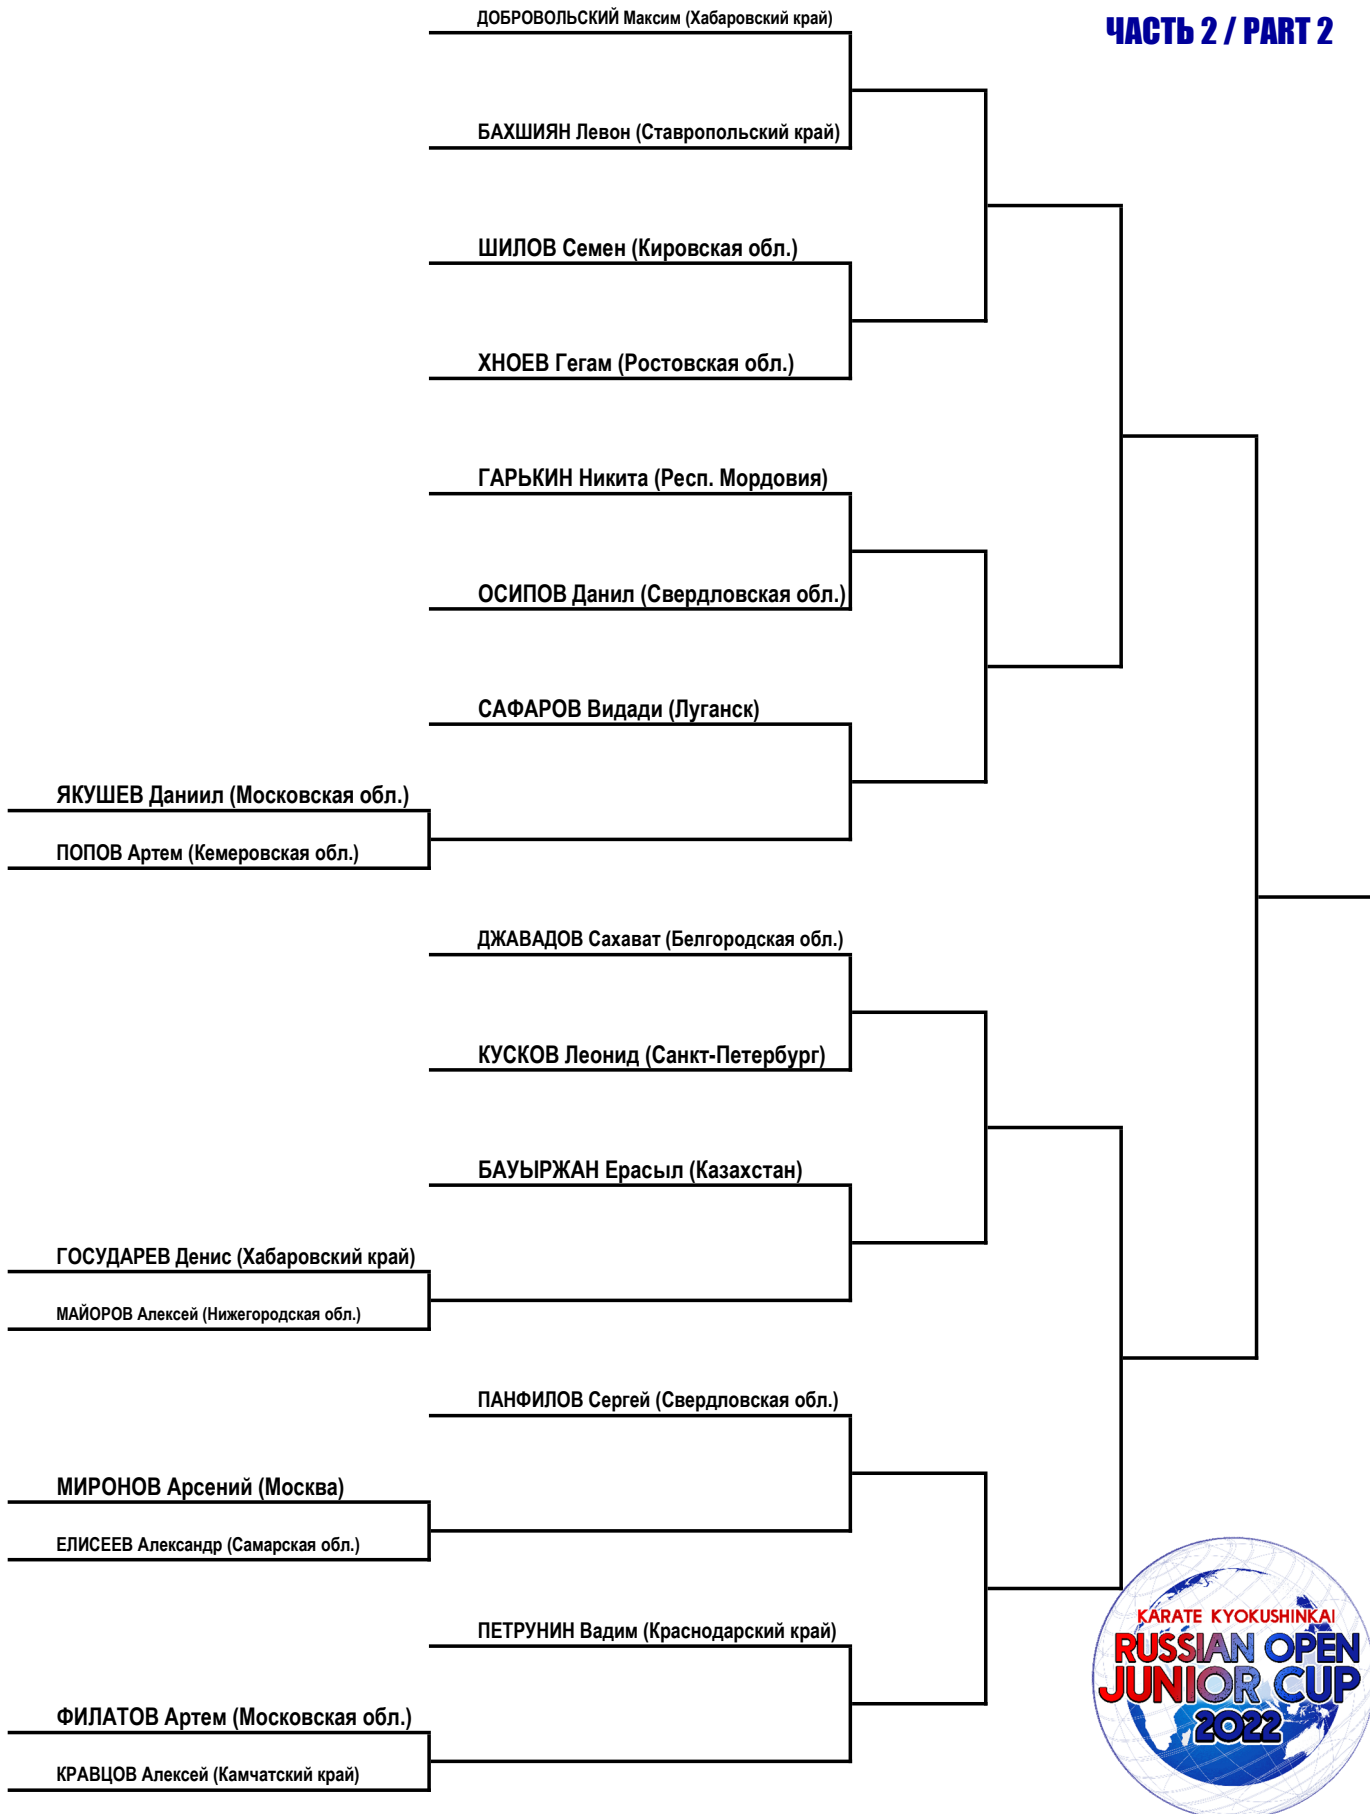 ДОБРОВОЛЬСКИЙ Максим (Хабаровский край)
ЧАСТЬ 2 / PART 2
БАХШИЯН Левон (Ставропольский край)
ШИЛОВ Семен (Кировская обл.)
ХНОЕВ Гегам (Ростовская обл.)
ГАРЬКИН Никита (Респ. Мордовия)
ОСИПОВ Данил (Свердловская обл.)
САФАРОВ Видади (Луганск)
ЯКУШЕВ Даниил (Московская обл.)
ПОПОВ Артем (Кемеровская обл.)
ДЖАВАДОВ Сахават (Белгородская обл.)
КУСКОВ Леонид (Санкт-Петербург)
БАУЫРЖАН Ерасыл (Казахстан)
ГОСУДАРЕВ Денис (Хабаровский край)
МАЙОРОВ Алексей (Нижегородская обл.)
ПАНФИЛОВ Сергей (Свердловская обл.)
МИРОНОВ Арсений (Москва)
ЕЛИСЕЕВ Александр (Самарская обл.)
ПЕТРУНИН Вадим (Краснодарский край)
ФИЛАТОВ Артем (Московская обл.)
КРАВЦОВ Алексей (Камчатский край)
KARATE KYOKUSHINKAI
RUSSIAN OPEN
JUNIOR CUP
2022